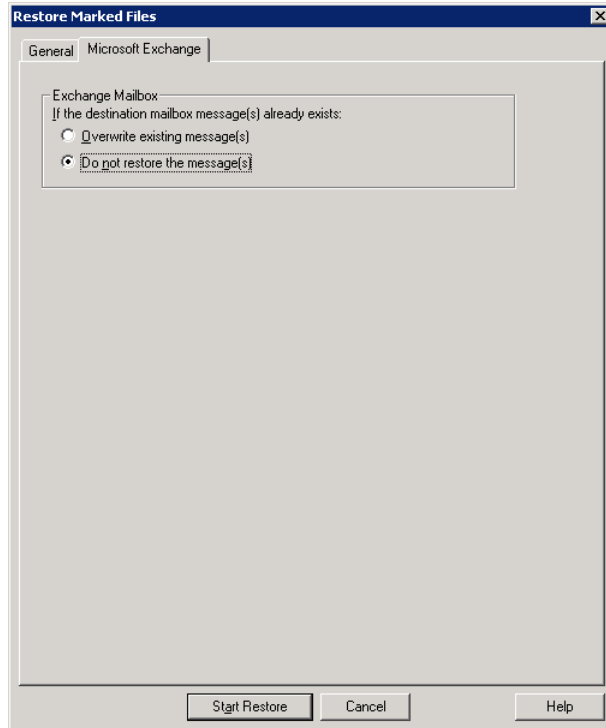 Restore Marked Files
General Microsoft Exchange
Exchange Mailbox
If the destination mailbox message(s) already exists:
Overwrite existing message(s)
Do not restore the message(s)
Start Restore Cancel Help